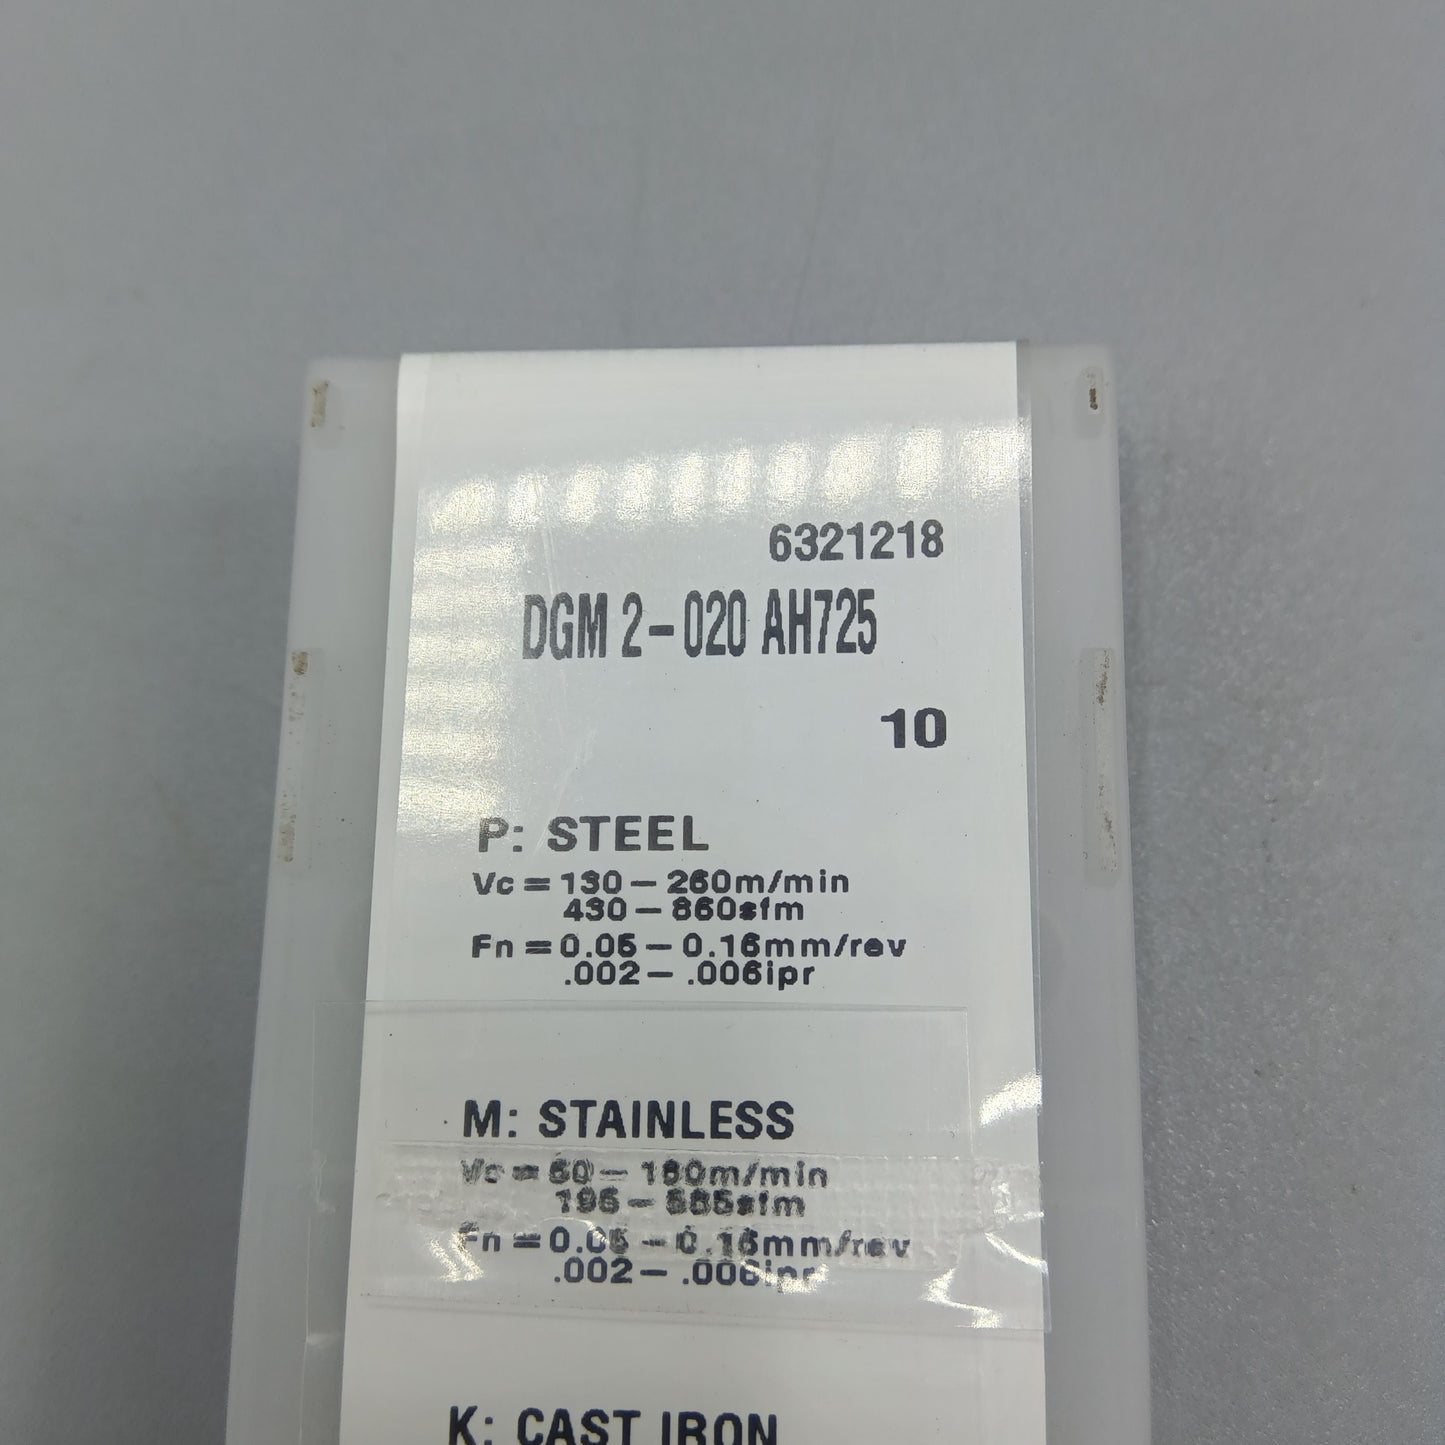 6321218
DGM 2-020 AH725
10
P: STEEL
Vc = 130 - 260m/min
430 - 860sfm
Fn = 0.05 - 0.16mm/rev
.002 - .006ipr
M: STAINLESS
Vc = 60 - 180m/min
195 - 585sfm
Fn = 0.05 - 0.16mm/rev
.002 - .006ipr
K: CAST IRON